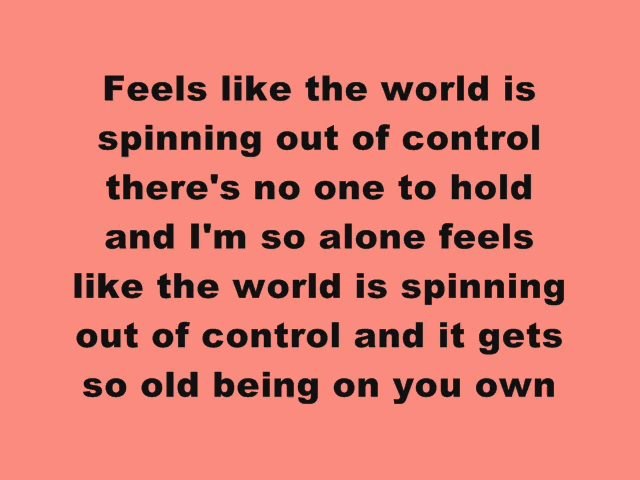 Feels like the world is
spinning out of control
there's no one to hold
and I'm so alone feels
like the world is spinning
out of control and it gets
so old being on you own